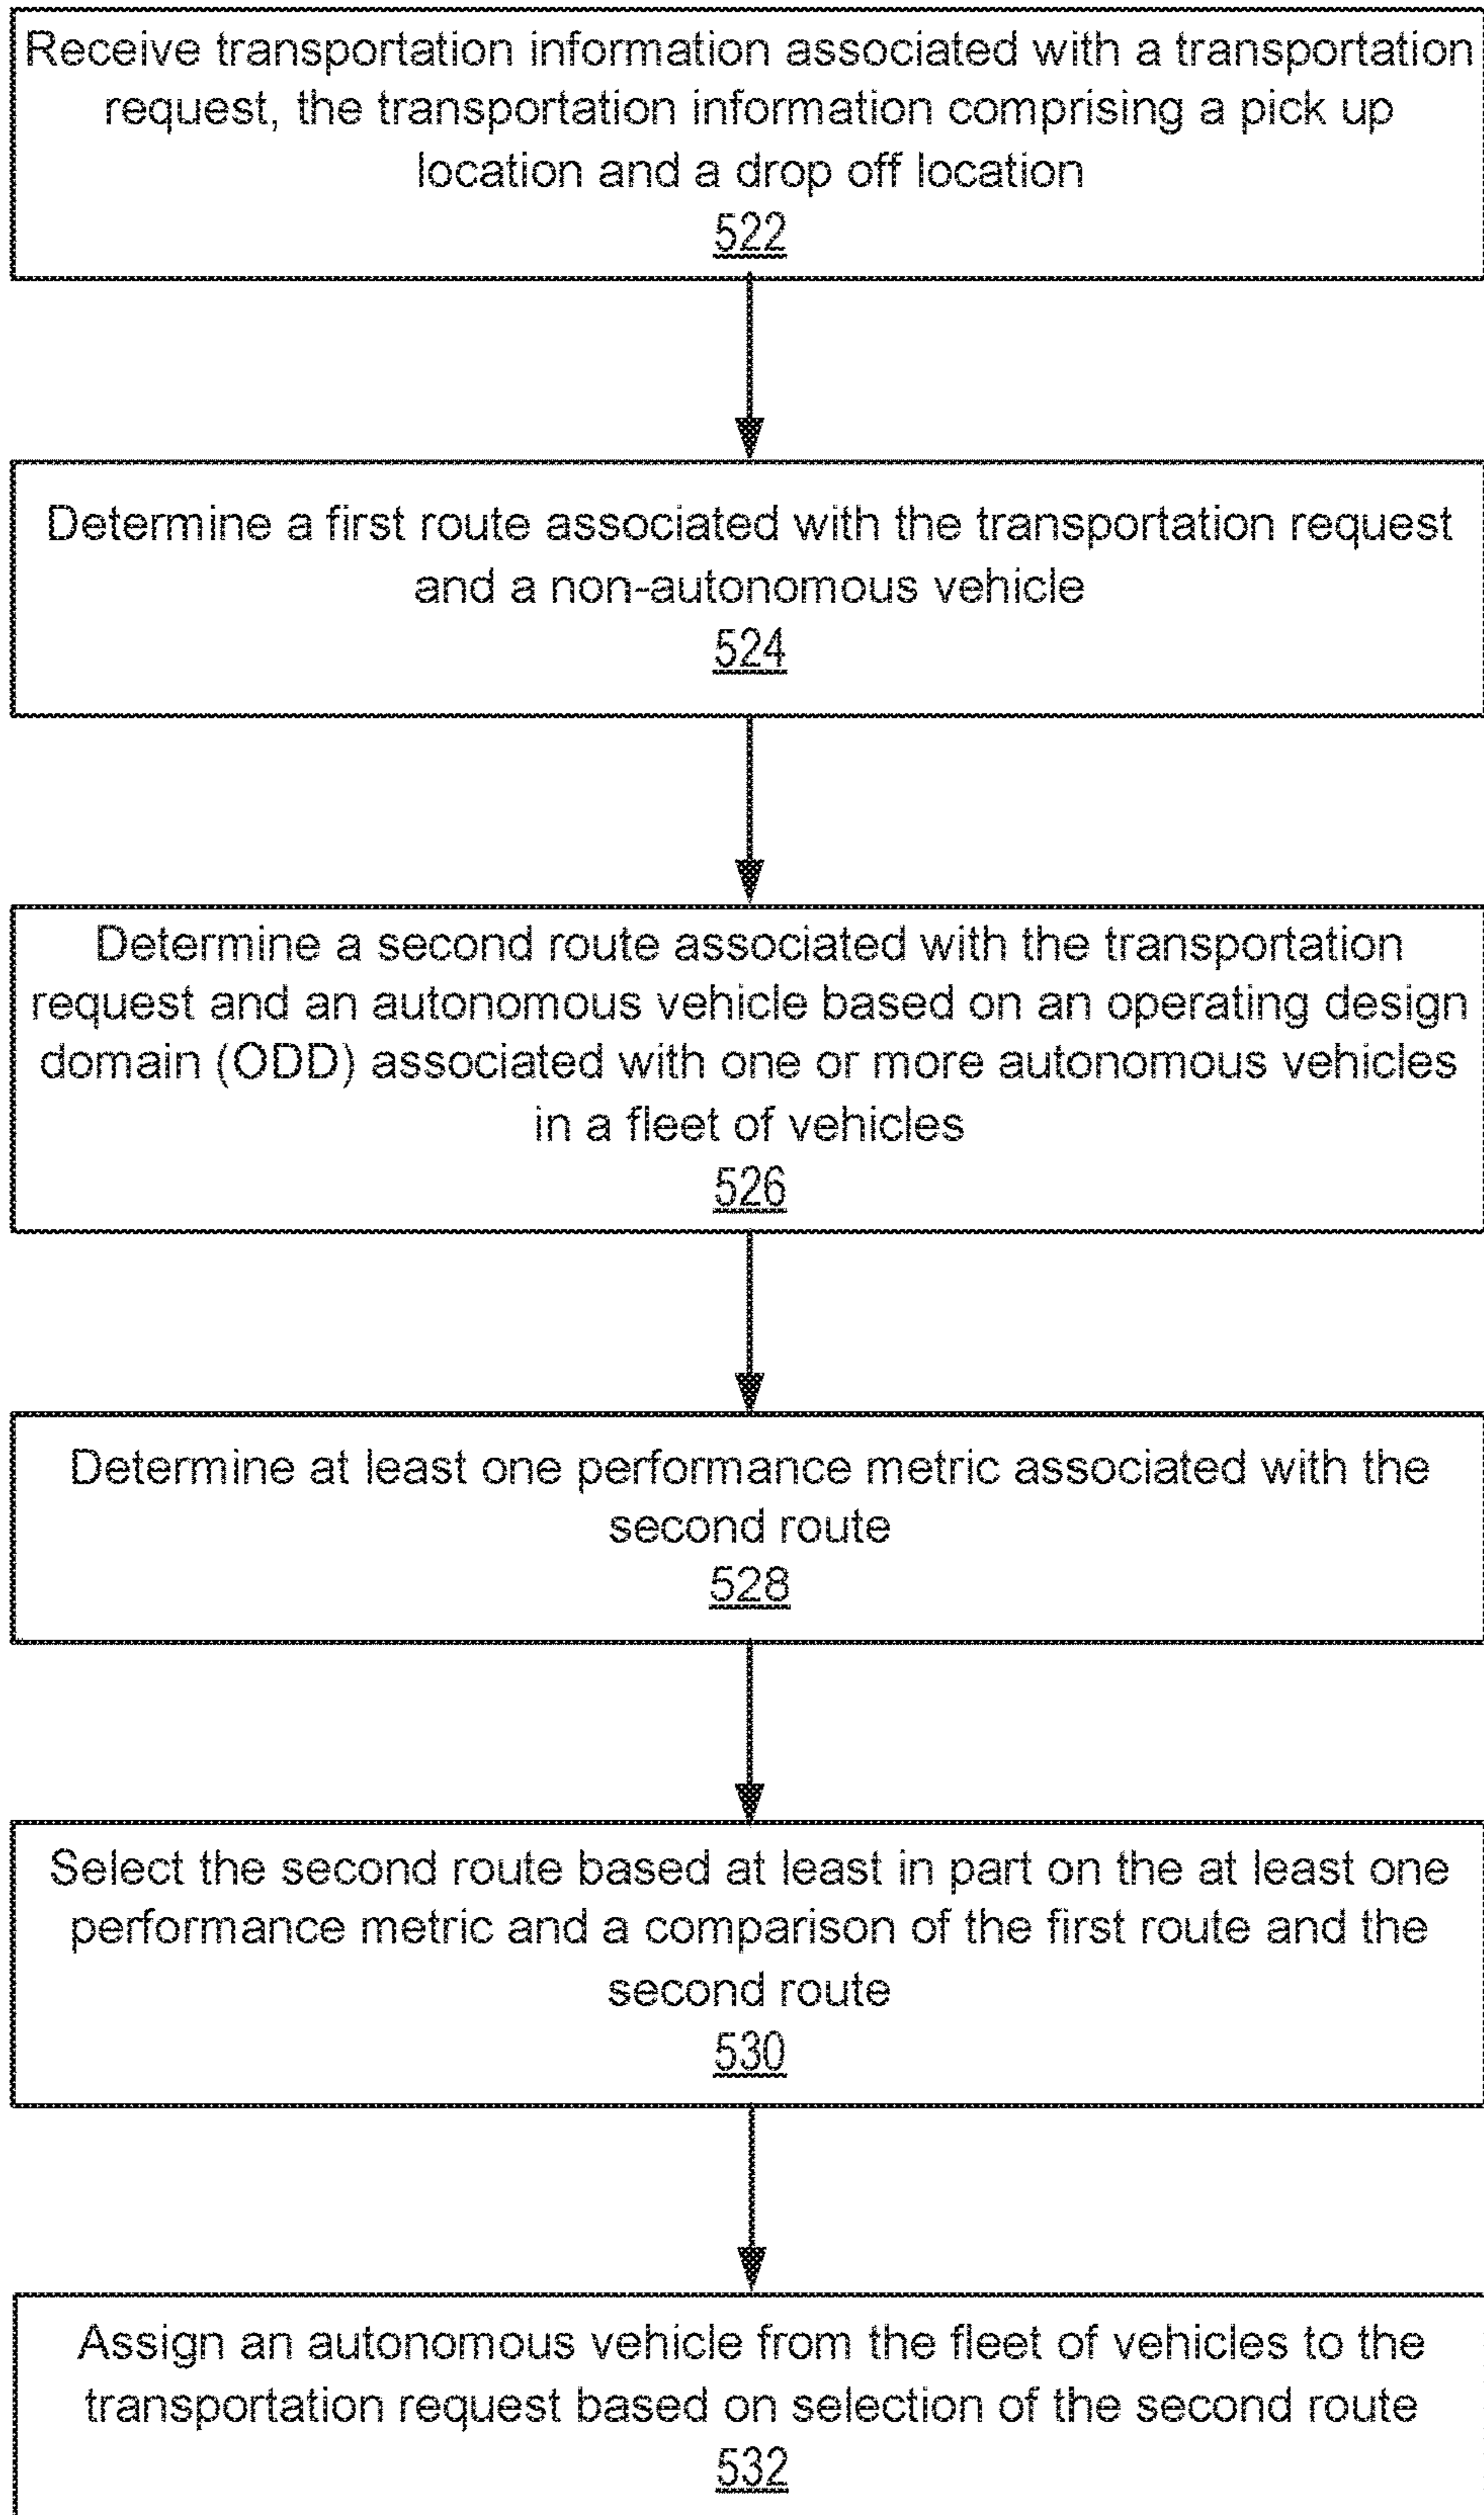 Receive transportation information associated with a transportation
request, the transportation information comprising a pick up
location and a drop off location
522
Determine a first route associated with the transportation request
and a non-autonomous vehicle
524
Determine a second route associated with the transportation
request and an autonomous vehicle based on an operating design
domain (ODD) associated with one or more autonomous vehicles
in a fleet of vehicles
526
Determine at least one performance metric associated with the
second route
528
Select the second route based at least in part on the at least one
performance metric and a comparison of the first route and the
second route
530
Assign an autonomous vehicle from the fleet of vehicles to the
transportation request based on selection of the second route
532